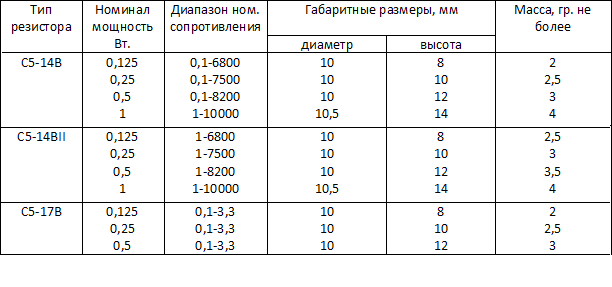 Тип резистора | Номинал мощность Вт. | Диапазон ном. сопротивления | Габаритные размеры, мм | Масса, гр. не более
диаметр | высота
С5-14В | 0,125 | 0,1-6800 | 10 | 8 | 2
0,25 | 0,1-7500 | 10 | 10 | 2,5
0,5 | 0,1-8200 | 10 | 12 | 3
1 | 1-10000 | 10,5 | 14 | 4
С5-14ВII | 0,125 | 1-6800 | 10 | 8 | 2,5
0,25 | 1-7500 | 10 | 10 | 3
0,5 | 1-8200 | 10 | 12 | 3,5
1 | 1-10000 | 10,5 | 14 | 4
С5-17В | 0,125 | 0,1-3,3 | 10 | 8 | 2
0,25 | 0,1-3,3 | 10 | 10 | 2,5
0,5 | 0,1-3,3 | 10 | 12 | 3